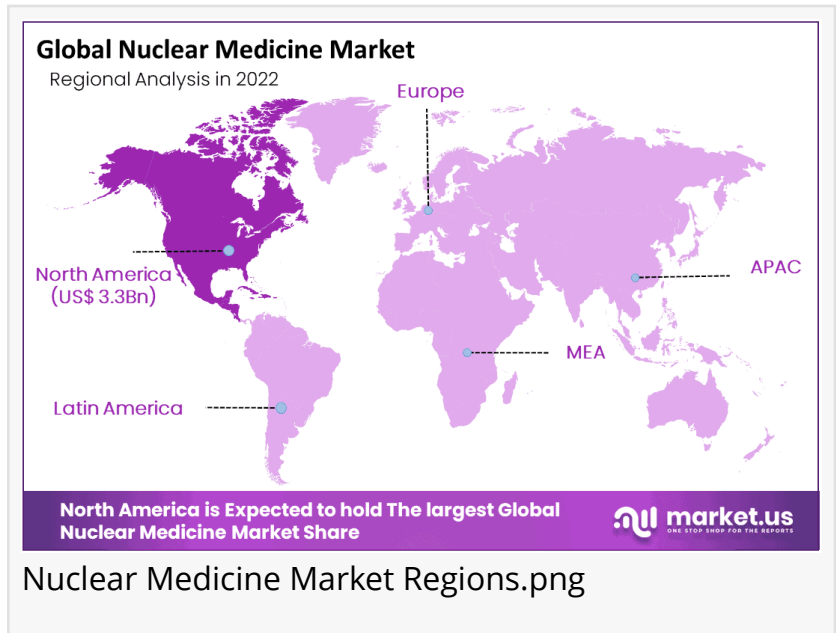 Global Nuclear Medicine Market
Regional Analysis in 2022
Europe
North America
(US$ 3.3Bn)
APAC
MEA
Latin America
North America is Expected to hold The largest Global
Nuclear Medicine Market Share
market.us
ONE STOP SHOP FOR THE REPORTS
Nuclear Medicine Market Regions.png